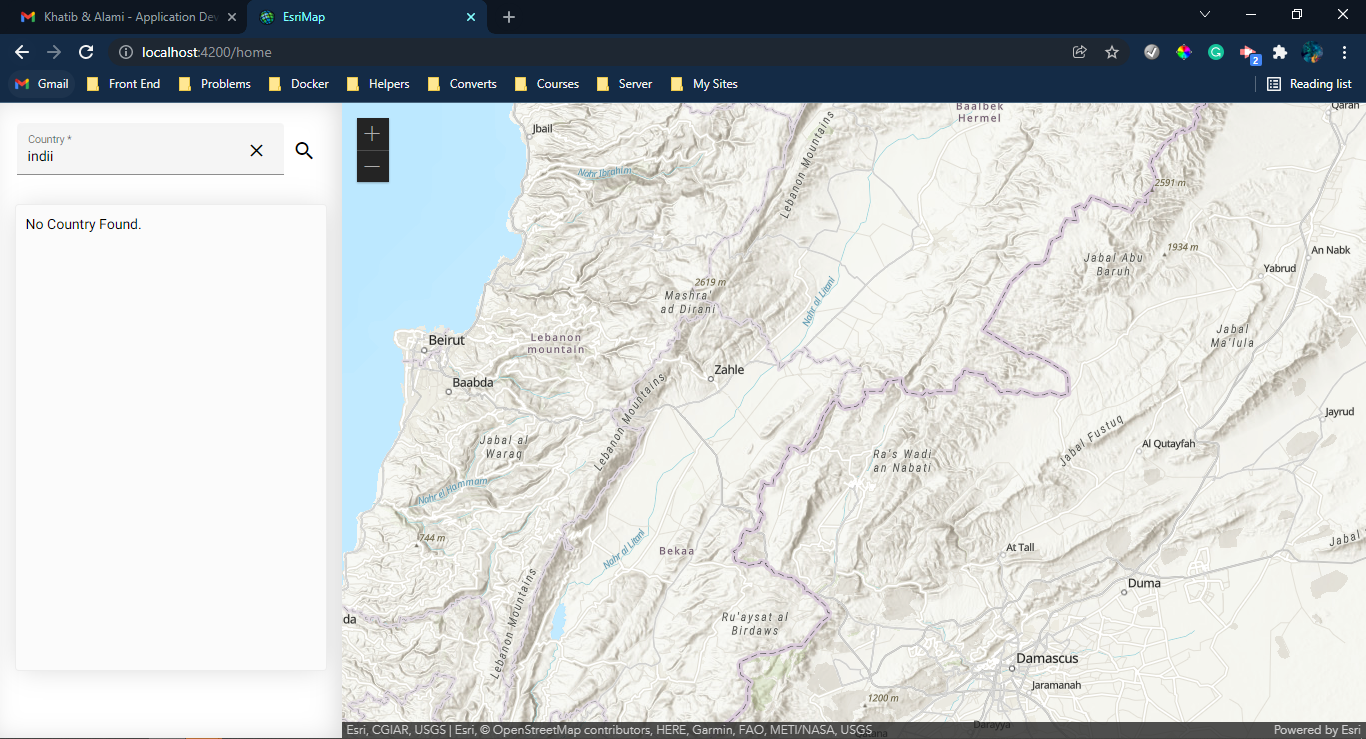 Khatib & Alami - Application Dev
EsriMap
localhost:4200/home
2
Gmail
Front End
Problems
Docker
Helpers
Converts
Courses
Server
My Sites
Reading list
Country *
indii
No Country Found.
Jbail
Baalbek
Hermel
Qaran
Nahr Ibrahim
Lebanon Mountains
2591 m
1934 m
An Nabk
Jabal Abu
Baruh
Yabrud
2619 m
Mashra'
ad Dirani
Nahr al Litani
Jabal
Ma'lula
Beirut
Lebanon
mountain
Zahle
Baabda
Lebanon Mountains
Jayrud
Jabal al
Waraq
Jabal Fustuq
Al Qutayfah
Ra's Wadi
an Nabati
Nahr el Hammam
744 m
Nahr al Litani
Bekaa
At Tall
Jabal
Duma
Lebanon Mountains
da
Ru'aysat al
Birdaws
Damascus
Jaramanah
1200 m
Darayya
Esri, CGIAR, USGS | Esri, © OpenStreetMap contributors, HERE, Garmin, FAO, METI/NASA, USGS
Powered by Esri